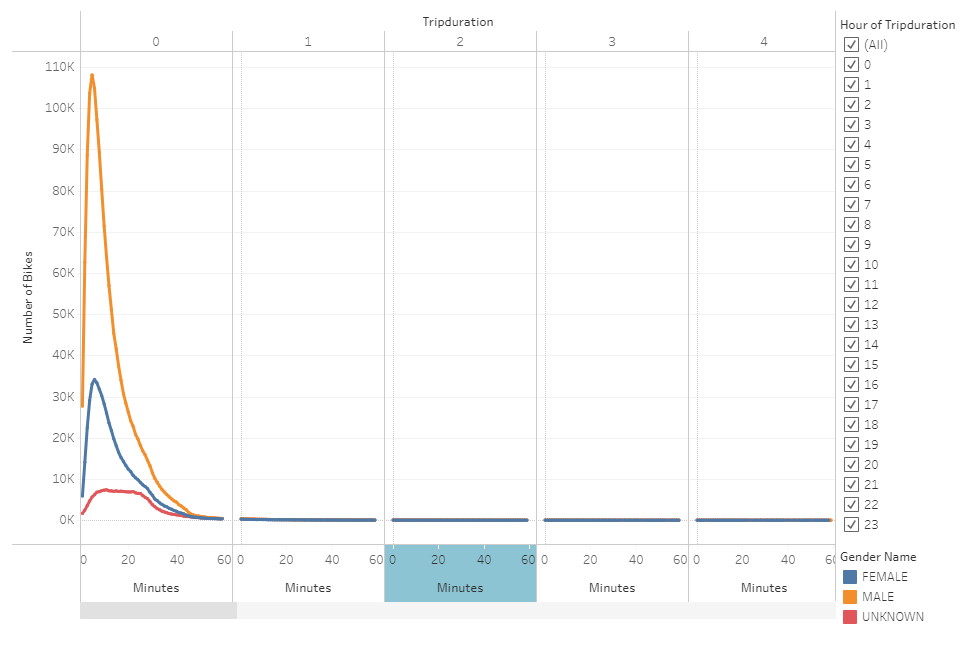 Tripduration
0 1 2 3 4
110K
100K
90K
80K
70K
60K
50K
40K
30K
20K
10K
0K
Number of Bikes
0 20 40 60 0 20 40 60 0 20 40 60 0 20 40 60 0 20 40 60
Minutes Minutes Minutes Minutes Minutes
Hour of Tripduration
(All)
0
1
2
3
4
5
6
7
8
9
10
11
12
13
14
15
16
17
18
19
20
21
22
23
Gender Name
FEMALE
MALE
UNKNOWN